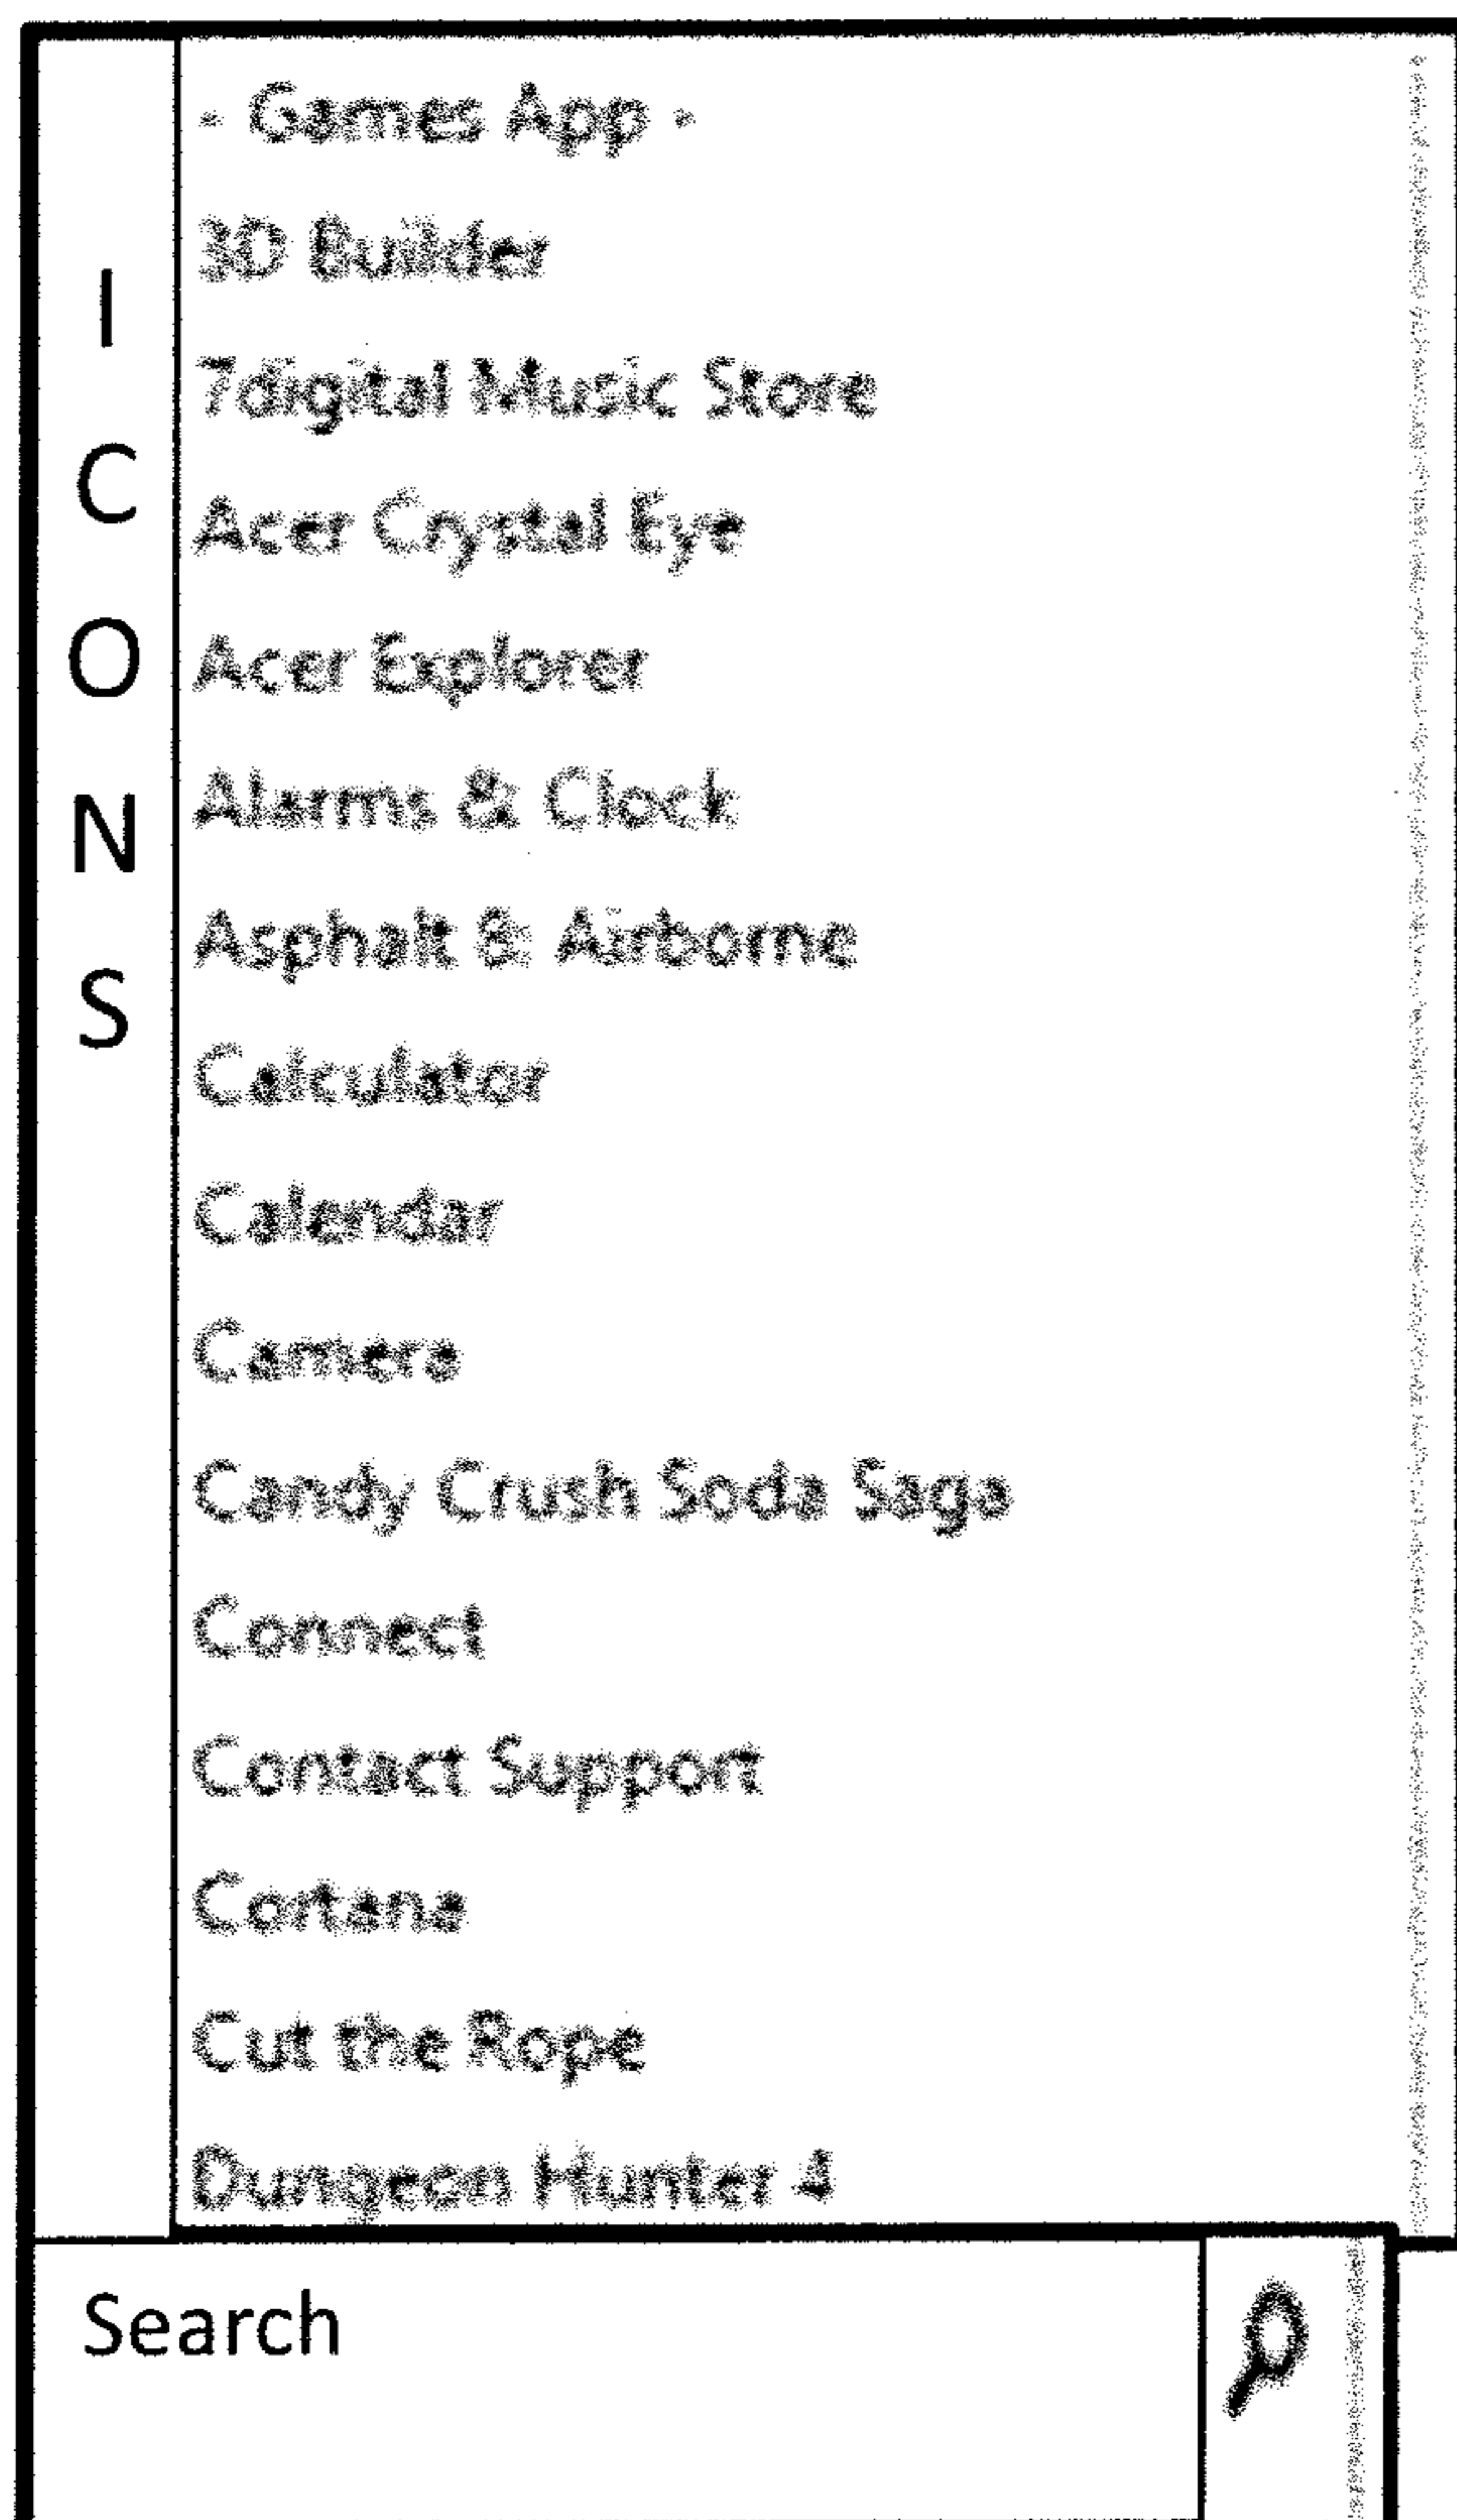 I
C
O
N
S
- Games App -
3D Builder
7digital Music Store
Acer Crystal Eye
Acer Explorer
Alarms & Clock
Asphalt 8: Airborne
Calculator
Calendar
Camera
Candy Crush Soda Saga
Connect
Contact Support
Cortana
Cut the Rope
Dungeon Hunter 4
Search